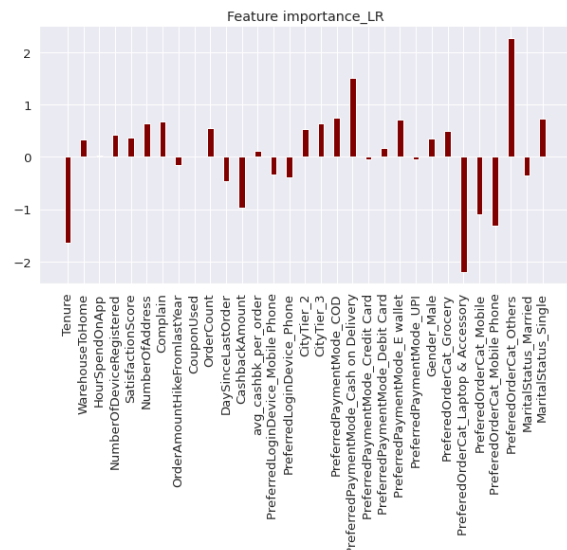 Feature importance_LR
2
1
0
−1
−2
Tenure
WarehouseToHome
HourSpendOnApp
NumberOfDeviceRegistered
SatisfactionScore
NumberOfAddress
Complain
OrderAmountHikeFromlastYear
CouponUsed
OrderCount
DaySinceLastOrder
CashbackAmount
avg_cashbk_per_order
PreferredLoginDevice_Mobile Phone
PreferredLoginDevice_Phone
CityTier_2
CityTier_3
PreferredPaymentMode_COD
PreferredPaymentMode_Cash on Delivery
PreferredPaymentMode_Credit Card
PreferredPaymentMode_Debit Card
PreferredPaymentMode_E wallet
PreferredPaymentMode_UPI
Gender_Male
PreferedOrderCat_Grocery
PreferedOrderCat_Laptop & Accessory
PreferedOrderCat_Mobile
PreferedOrderCat_Mobile Phone
PreferedOrderCat_Others
MaritalStatus_Married
MaritalStatus_Single